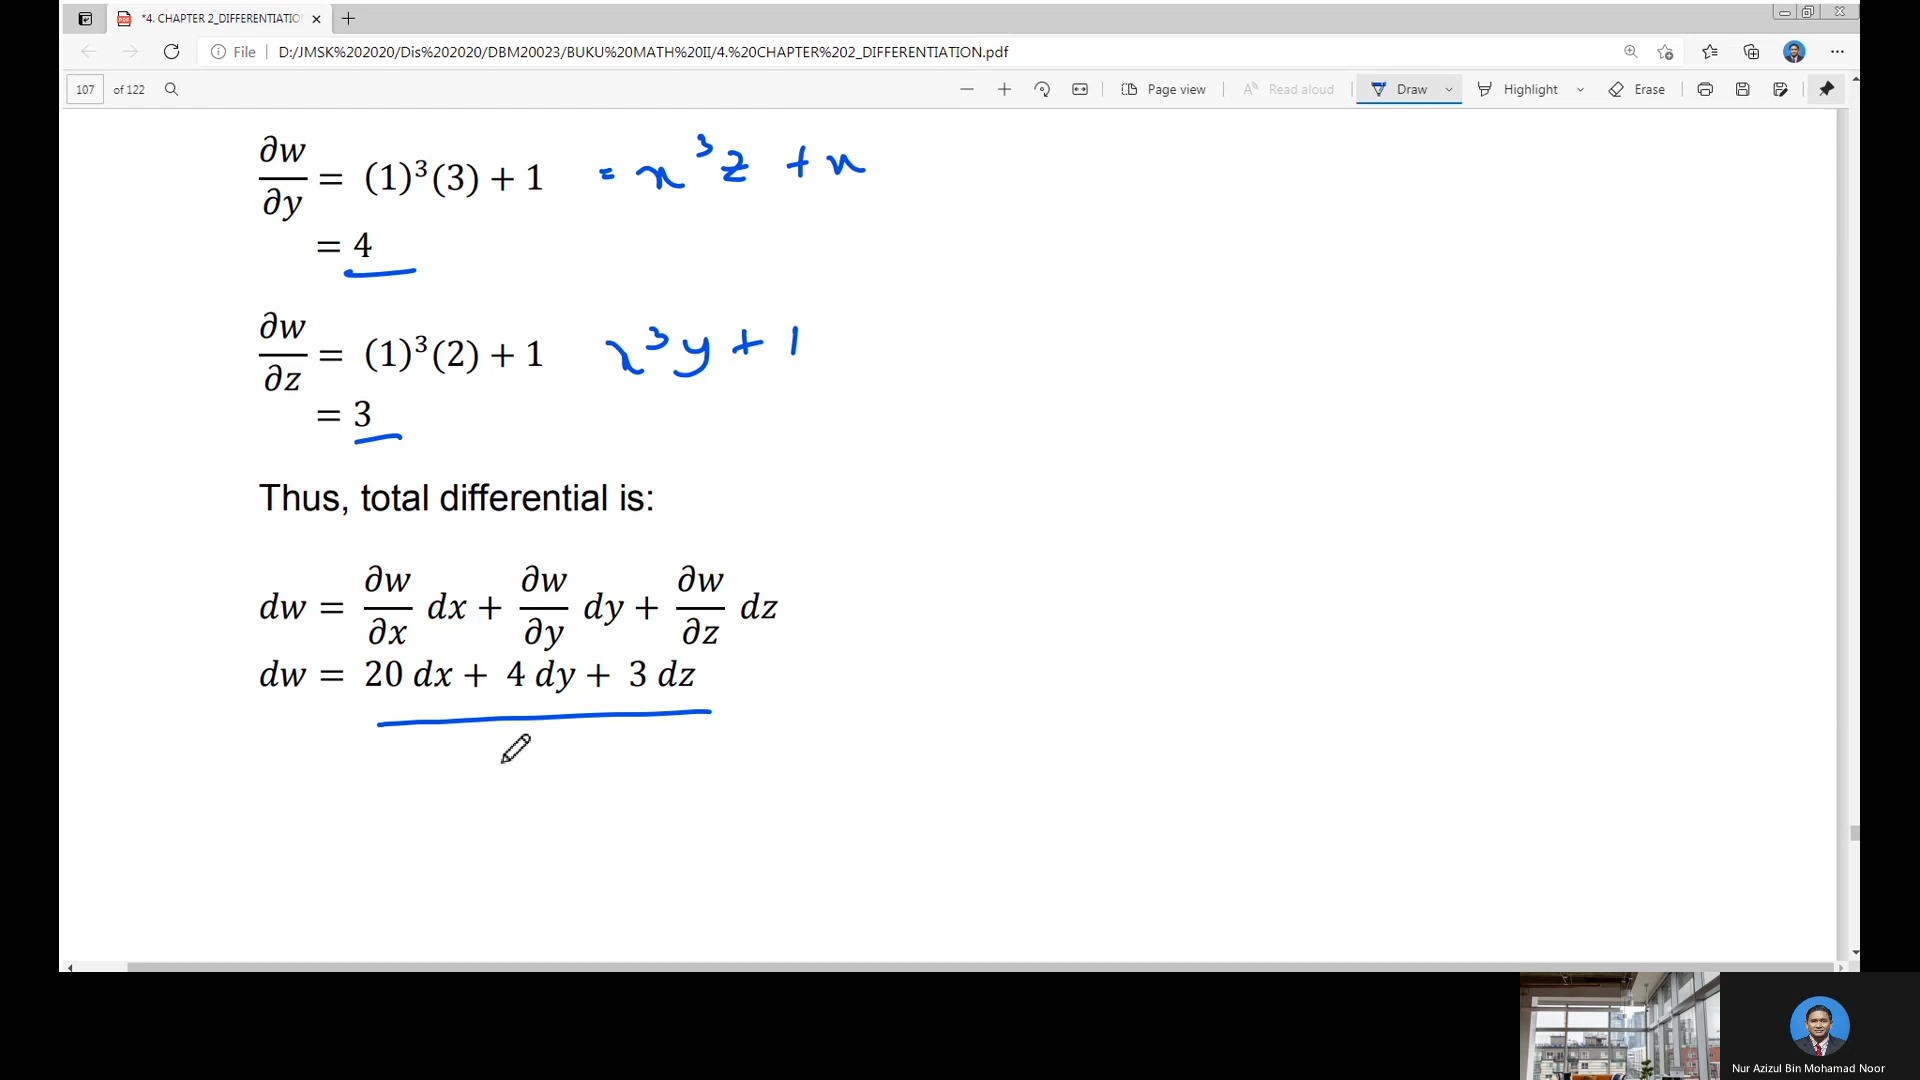 *4. CHAPTER 2_DIFFERENTIATIO
File D:/JMSK%202020/Dis%202020/DBM20023/BUKU%20MATH%20II/4.%20CHAPTER%202_DIFFERENTIATION.pdf
107 of 122 Page view Read aloud Draw Highlight Erase
∂w/∂y = (1)³(3) + 1 = x³z + x
= 4
∂w/∂z = (1)³(2) + 1 x³y + 1
= 3
Thus, total differential is:
dw = ∂w/∂x dx + ∂w/∂y dy + ∂w/∂z dz
dw = 20 dx + 4 dy + 3 dz
Nur Azizul Bin Mohamad Noor